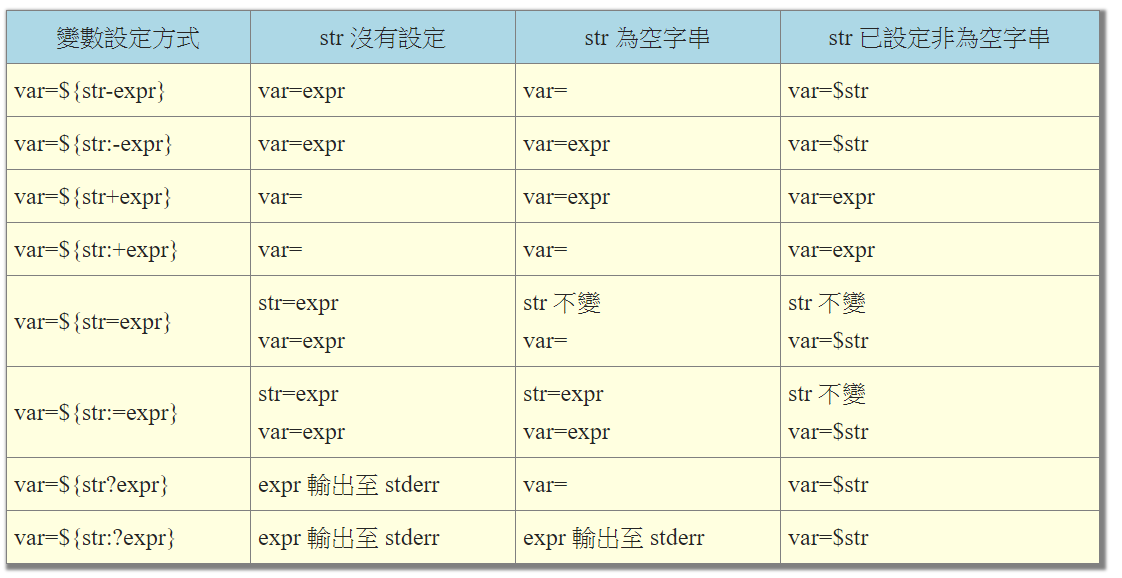 變數設定方式 str 沒有設定 str 為空字串 str 已設定非為空字串
var=${str-expr} var=expr var= var=$str
var=${str:-expr} var=expr var=expr var=$str
var=${str+expr} var= var=expr var=expr
var=${str:+expr} var= var= var=expr
var=${str=expr} str=expr str 不變 str 不變
var=expr var= var=$str
var=${str:=expr} str=expr str=expr str 不變
var=expr var=expr var=$str
var=${str?expr} expr 輸出至 stderr var= var=$str
var=${str:?expr} expr 輸出至 stderr expr 輸出至 stderr var=$str